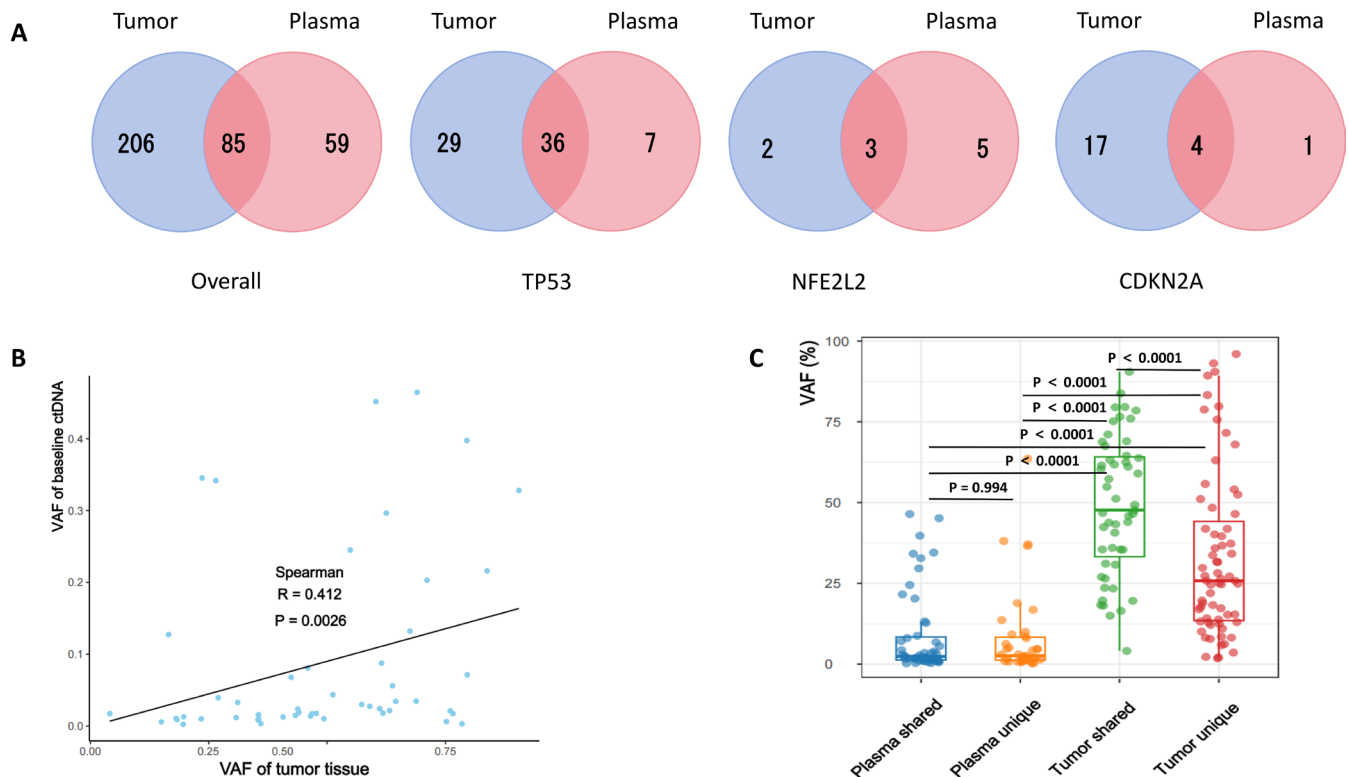 A
Tumor Plasma Tumor Plasma Tumor Plasma Tumor Plasma
206 85 59 29 36 7 2 3 5 17 4 1
Overall TP53 NFE2L2 CDKN2A
B
VAF of baseline ctDNA
0.4
0.3
0.2
0.1
0.0
Spearman
R = 0.412
P = 0.0026
0.00 0.25 0.50 0.75
VAF of tumor tissue
C
VAF (%)
100
75
50
25
0
P < 0.0001
P < 0.0001
P < 0.0001
P < 0.0001
P < 0.0001
P = 0.994
Plasma shared
Plasma unique
Tumor shared
Tumor unique